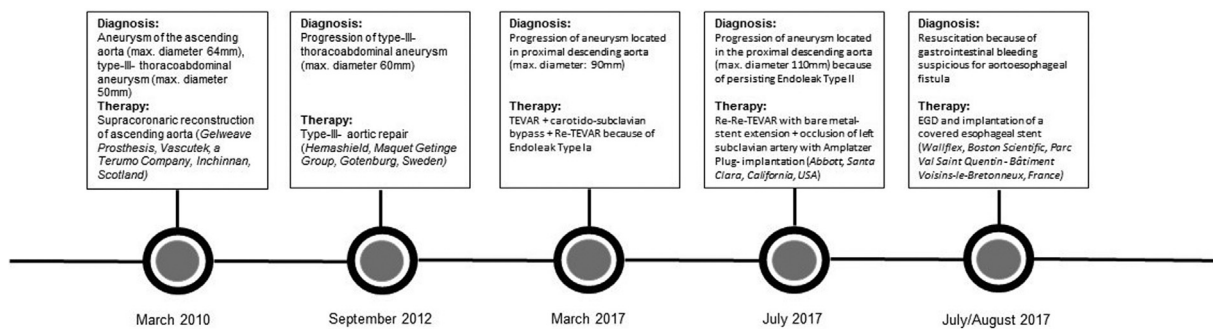 Diagnosis:
Aneurysm of the ascending
aorta (max. diameter 64mm),
type-III- thoracoabdominal
aneurysm (max. diameter
50mm)
Therapy:
Supracoronaric reconstruction
of ascending aorta (Gelweave
Prosthesis, Vascutek, a
Terumo Company, Inchinnan,
Scotland)
Diagnosis:
Progression of type-III-
thoracoabdominal aneurysm
(max. diameter 60mm)
Therapy:
Type-III- aortic repair
(Hemashield, Maquet Getinge
Group, Gotenburg, Sweden)
Diagnosis:
Progression of aneurysm located
in proximal descending aorta
(max. diameter: 90mm)
Therapy:
TEVAR + carotido-subclavian
bypass + Re-TEVAR because of
Endoleak Type Ia
Diagnosis:
Progression of aneurysm located
in the proximal descending aorta
(max. diameter 110mm) because
of persisting Endoleak Type II
Therapy:
Re-Re-TEVAR with bare metal-
stent extension + occlusion of left
subclavian artery with Amplatzer
Plug- implantation (Abbott, Santa
Clara, California, USA)
Diagnosis:
Resuscitation because of
gastrointestinal bleeding
suspicious for aortoesophageal
fistula
Therapy:
EGD and implantation of a
covered esophageal stent
(Wallflex, Boston Scientific, Parc
Val Saint Quentin - Bâtiment
Voisins-le-Bretonneux, France)
March 2010
September 2012
March 2017
July 2017
July/August 2017